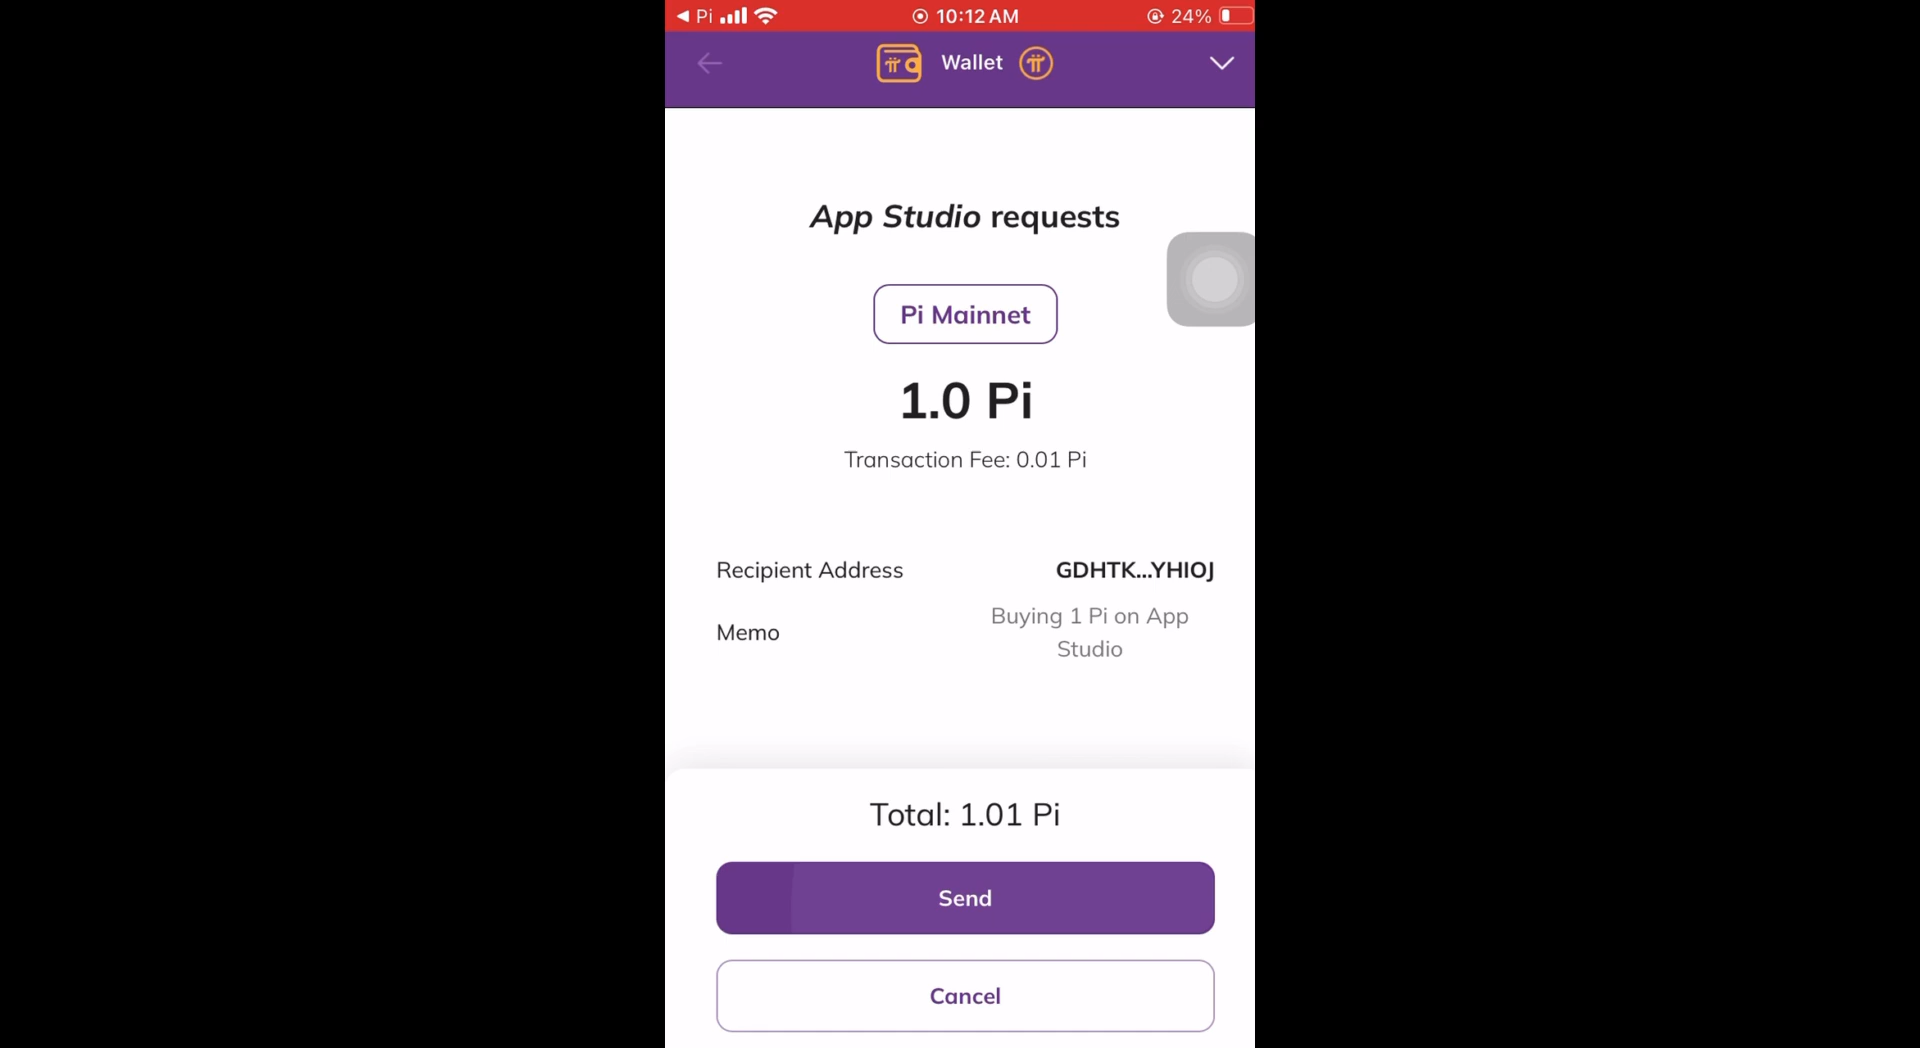 Pi 10:12 AM 24%
Wallet
App Studio requests
Pi Mainnet
1.0 Pi
Transaction Fee: 0.01 Pi
Recipient Address GDHTK...YHIOJ
Memo Buying 1 Pi on App
Studio
Total: 1.01 Pi
Send
Cancel